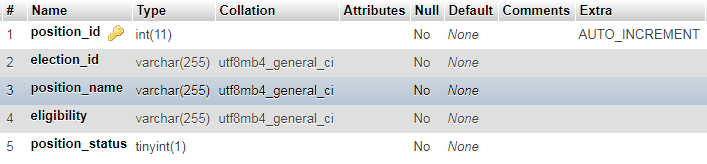 # Name Type Collation Attributes Null Default Comments Extra
1 position_id int(11) No None AUTO_INCREMENT
2 election_id varchar(255) utf8mb4_general_ci No None
3 position_name varchar(255) utf8mb4_general_ci No None
4 eligibility varchar(255) utf8mb4_general_ci No None
5 position_status tinyint(1) No None